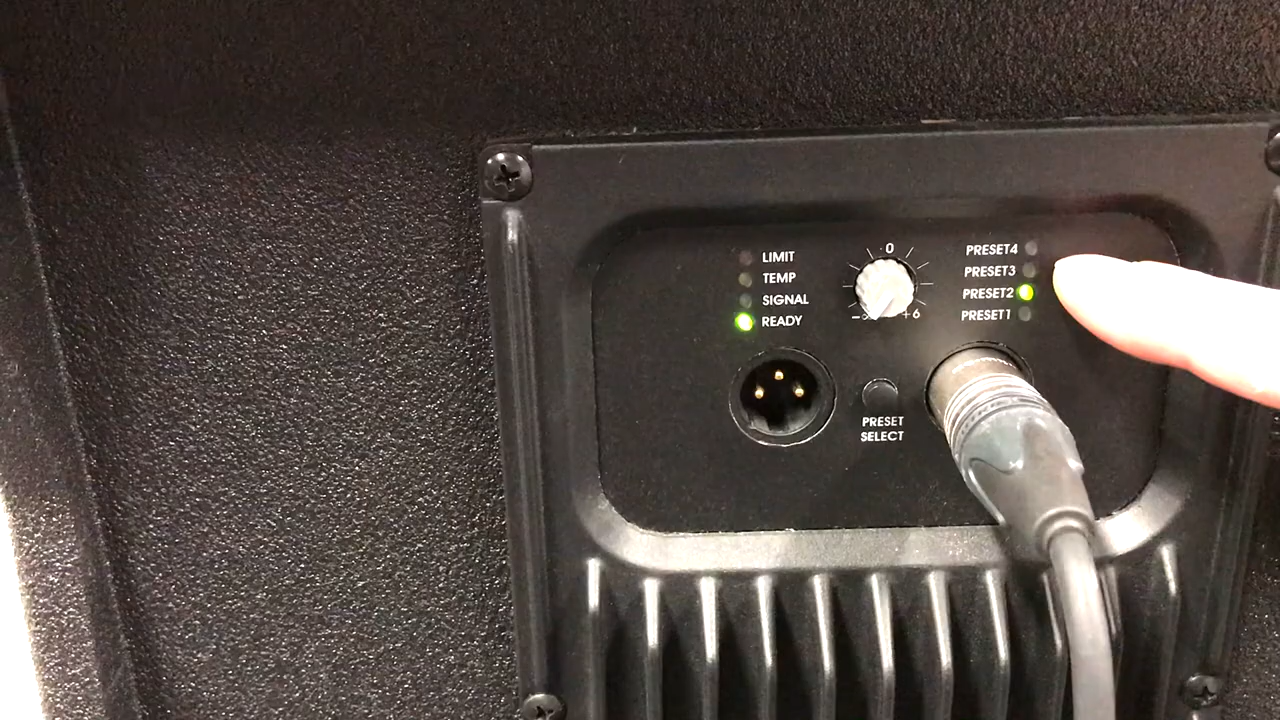 LIMIT
TEMP
SIGNAL
READY
0
-∞
+6
PRESET4
PRESET3
PRESET2
PRESET1
PRESET
SELECT